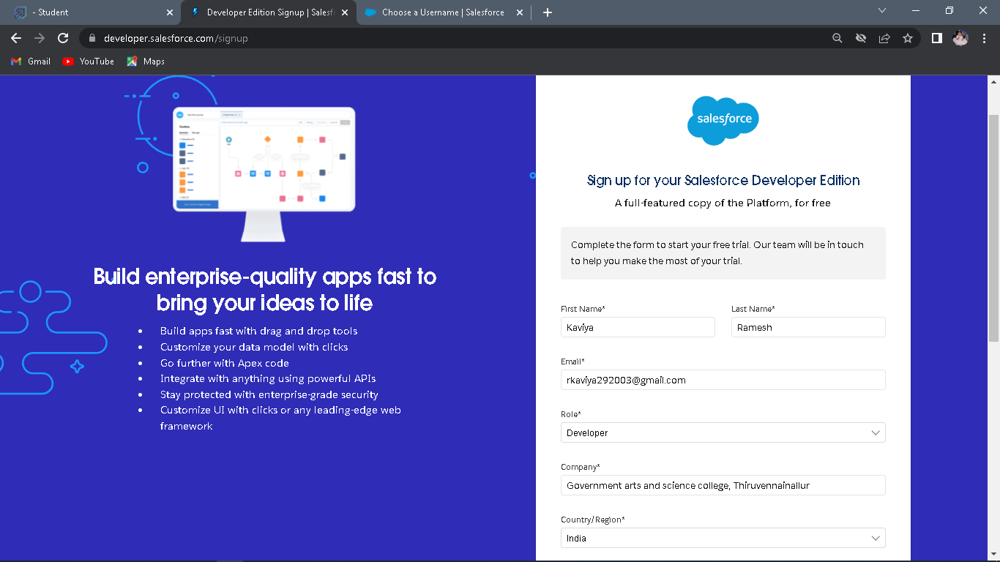 - Student
Developer Edition Signup | Salesf
Choose a Username | Salesforce
developer.salesforce.com/signup
Gmail
YouTube
Maps
Build enterprise-quality apps fast to
bring your ideas to life
Build apps fast with drag and drop tools
Customize your data model with clicks
Go further with Apex code
Integrate with anything using powerful APIs
Stay protected with enterprise-grade security
Customize UI with clicks or any leading-edge web
framework
salesforce
Sign up for your Salesforce Developer Edition
A full-featured copy of the Platform, for free
Complete the form to start your free trial. Our team will be in touch
to help you make the most of your trial.
First Name* Last Name*
Kaviya Ramesh
Email*
rkaviya292003@gmail.com
Role*
Developer
Company*
Government arts and science college, Thiruvennainallur
Country/Region*
India